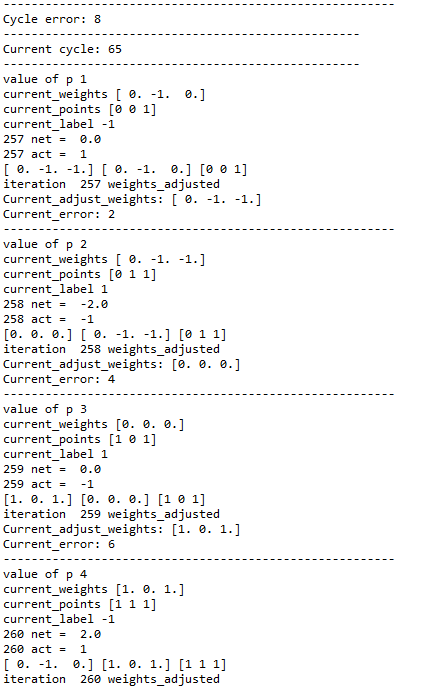 --------------------------------------------------------
Cycle error: 8
---------------------------------------------------
Current cycle: 65
---------------------------------------------------
value of p 1
current_weights [ 0. -1.  0.]
current_points [0 0 1]
current_label -1
257 net =  0.0
257 act =  1
[ 0. -1. -1.] [ 0. -1.  0.] [0 0 1]
iteration  257 weights_adjusted
Current_adjust_weights: [ 0. -1. -1.]
Current_error: 2
--------------------------------------------------------
value of p 2
current_weights [ 0. -1. -1.]
current_points [0 1 1]
current_label 1
258 net =  -2.0
258 act =  -1
[0. 0. 0.] [ 0. -1. -1.] [0 1 1]
iteration  258 weights_adjusted
Current_adjust_weights: [0. 0. 0.]
Current_error: 4
--------------------------------------------------------
value of p 3
current_weights [0. 0. 0.]
current_points [1 0 1]
current_label 1
259 net =  0.0
259 act =  -1
[1. 0. 1.] [0. 0. 0.] [1 0 1]
iteration  259 weights_adjusted
Current_adjust_weights: [1. 0. 1.]
Current_error: 6
--------------------------------------------------------
value of p 4
current_weights [1. 0. 1.]
current_points [1 1 1]
current_label -1
260 net =  2.0
260 act =  1
[ 0. -1.  0.] [1. 0. 1.] [1 1 1]
iteration  260 weights_adjusted